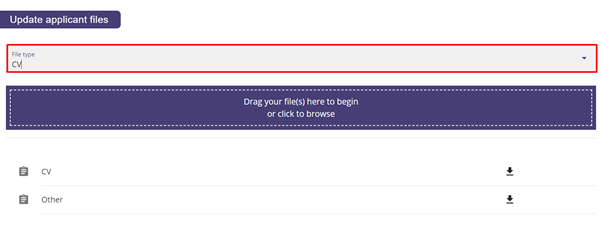 Update applicant files
File type
CV
Drag your file(s) here to begin
or click to browse
CV
Other